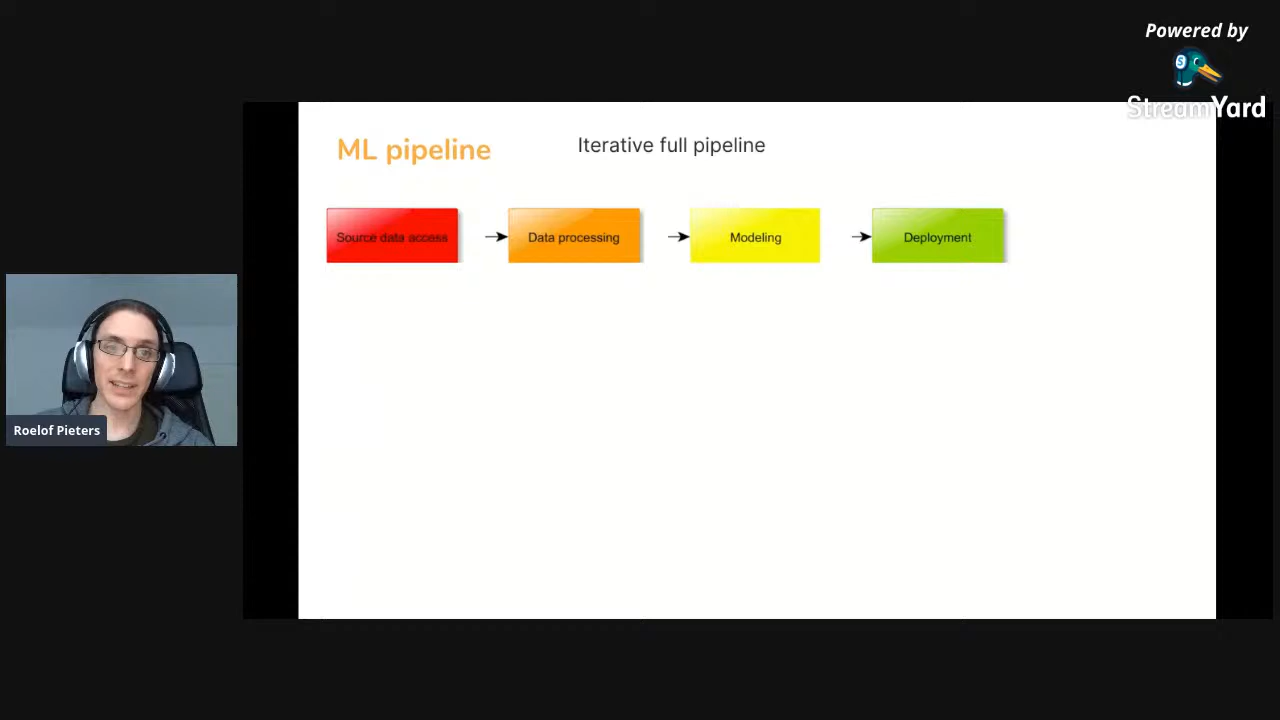 Powered by
StreamYard
ML pipeline
Iterative full pipeline
Source data access
Data processing
Modeling
Deployment
Roelof Pieters